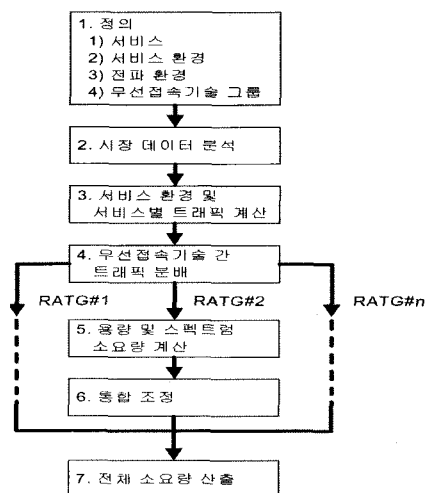 1. 정의
1) 서비스
2) 서비스 환경
3) 전파 환경
4) 무선접속기술 그룹
2. 시장 데이터 분석
3. 서비스 환경 및
서비스별 트래픽 계산
4. 무선접속기술 간
트래픽 분배
RATG#1
RATG#2
RATG#n
5. 용량 및 스펙트럼
소요량 계산
6. 통합 조정
7. 전체 소요량 산출